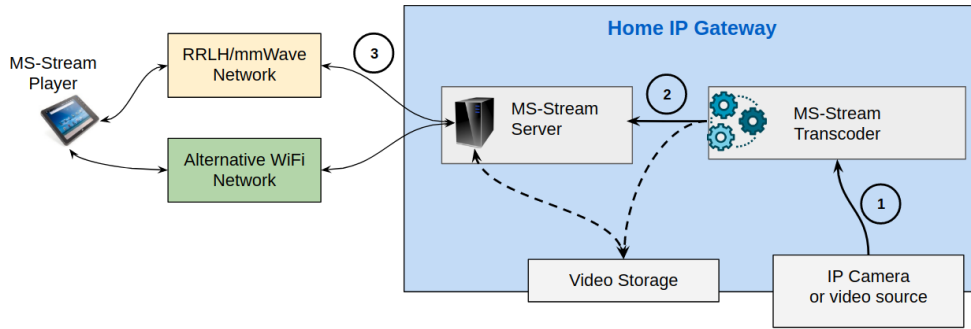 Home IP Gateway
MS-Stream
Player
RRLH/mmWave
Network
3
MS-Stream
Server
2
MS-Stream
Transcoder
Alternative WiFi
Network
1
Video Storage
IP Camera
or video source